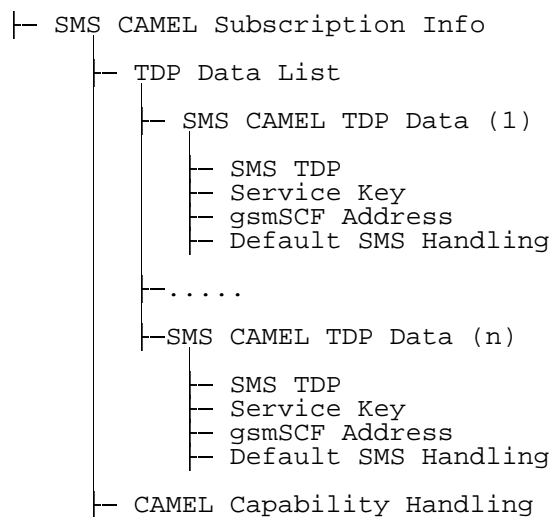 SMS CAMEL Subscription Info
TDP Data List
SMS CAMEL TDP Data (1)
SMS TDP
Service Key
gsmSCF Address
Default SMS Handling
.....
SMS CAMEL TDP Data (n)
SMS TDP
Service Key
gsmSCF Address
Default SMS Handling
CAMEL Capability Handling